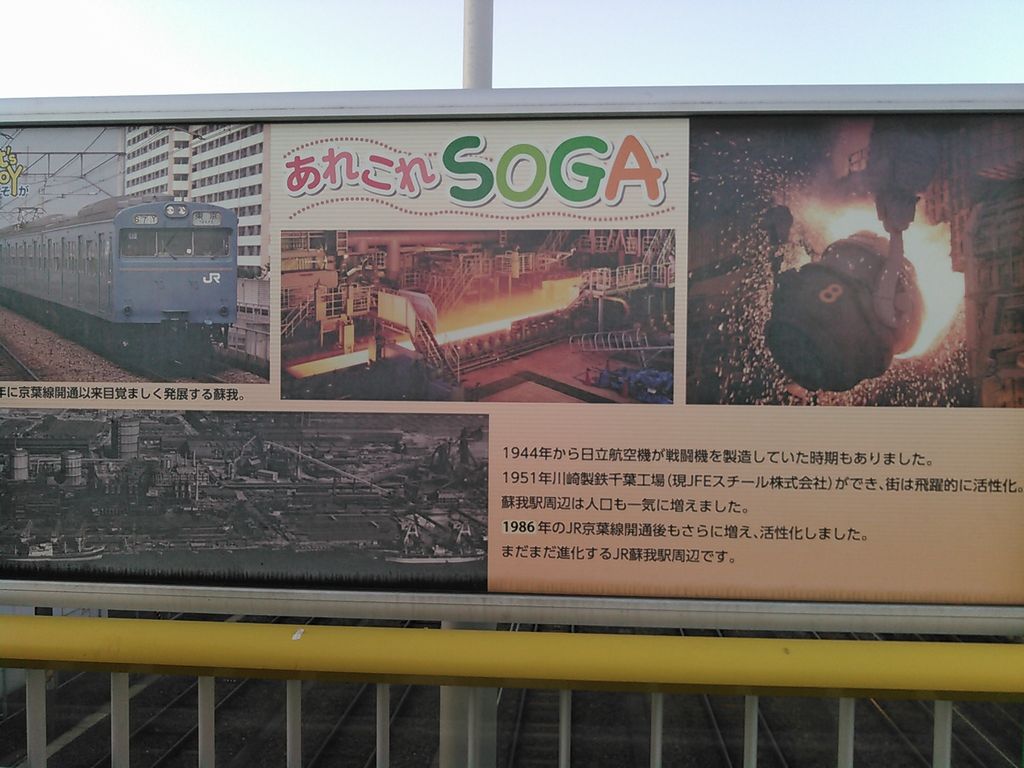 あれこれSOGA
JR
8
年に京葉線開通以来目覚ましく発展する蘇我。
1944年から日立航空機が戦闘機を製造していた時期もありました。
1951年川崎製鉄千葉工場(現JFEスチール株式会社)ができ、街は飛躍的に活性化。
蘇我駅周辺は人口も一気に増えました。
1986年のJR京葉線開通後もさらに増え、活性化しました。
まだまだ進化するJR蘇我駅周辺です。